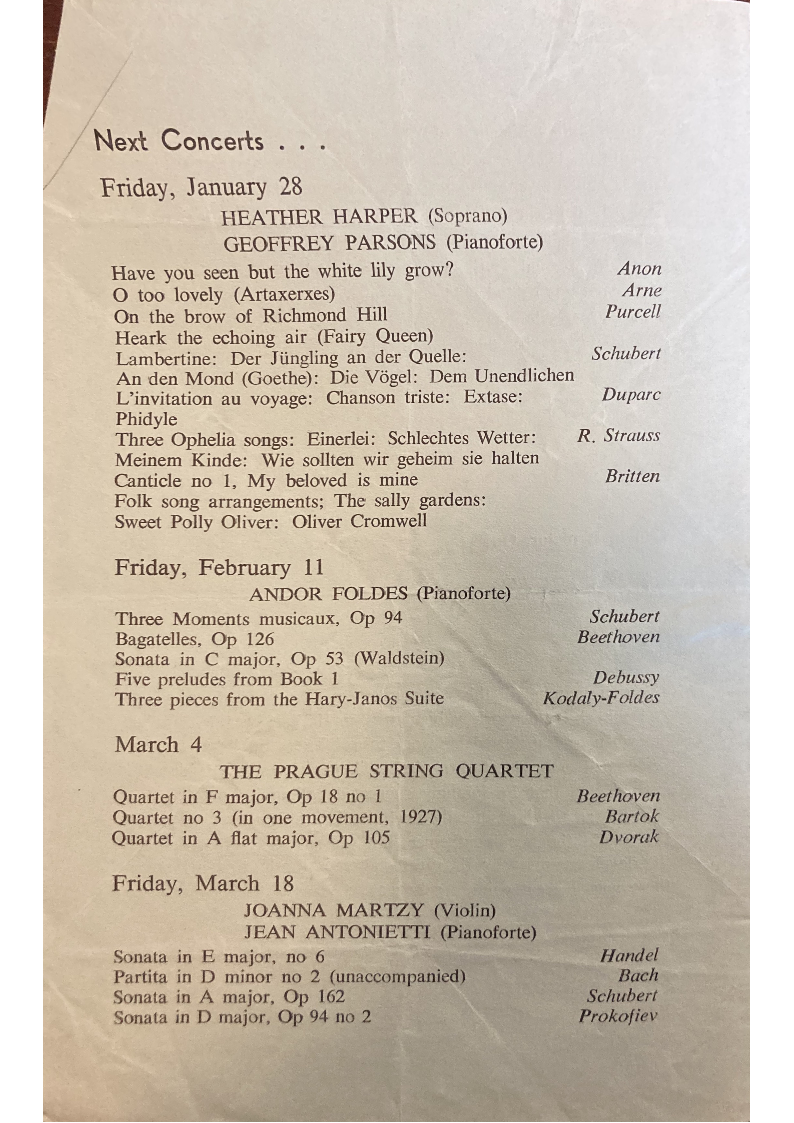 Next Concerts . . .
Friday, January 28
HEATHER HARPER (Soprano)
GEOFFREY PARSONS (Pianoforte)
Have you seen but the white lily grow? Anon
O too lovely (Artaxerxes) Arne
On the brow of Richmond Hill Purcell
Heark the echoing air (Fairy Queen)
Lambertine: Der Jüngling an der Quelle: Schubert
An den Mond (Goethe): Die Vögel: Dem Unendlichen
L'invitation au voyage: Chanson triste: Extase: Duparc
Phidyle
Three Ophelia songs: Einerlei: Schlechtes Wetter: R. Strauss
Meinem Kinde: Wie sollten wir geheim sie halten
Canticle no 1, My beloved is mine Britten
Folk song arrangements; The sally gardens:
Sweet Polly Oliver: Oliver Cromwell
Friday, February 11
ANDOR FOLDES (Pianoforte)
Three Moments musicaux, Op 94 Schubert
Bagatelles, Op 126 Beethoven
Sonata in C major, Op 53 (Waldstein)
Five preludes from Book 1 Debussy
Three pieces from the Hary-Janos Suite Kodaly-Foldes
March 4
THE PRAGUE STRING QUARTET
Quartet in F major, Op 18 no 1 Beethoven
Quartet no 3 (in one movement, 1927) Bartok
Quartet in A flat major, Op 105 Dvorak
Friday, March 18
JOANNA MARTZY (Violin)
JEAN ANTONIETTI (Pianoforte)
Sonata in E major, no 6 Handel
Partita in D minor no 2 (unaccompanied) Bach
Sonata in A major, Op 162 Schubert
Sonata in D major, Op 94 no 2 Prokofiev